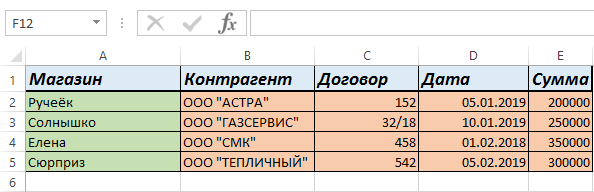 F12
fx
A B C D E
1 Магазин Контрагент Договор Дата Сумма
2 Ручеёк ООО "АСТРА" 152 05.01.2019 200000
3 Солнышко ООО "ГАЗСЕРВИС" 32/18 10.01.2019 250000
4 Елена ООО "СМК" 458 01.02.2018 350000
5 Сюрприз ООО "ТЕПЛИЧНЫЙ" 542 05.02.2019 300000
6